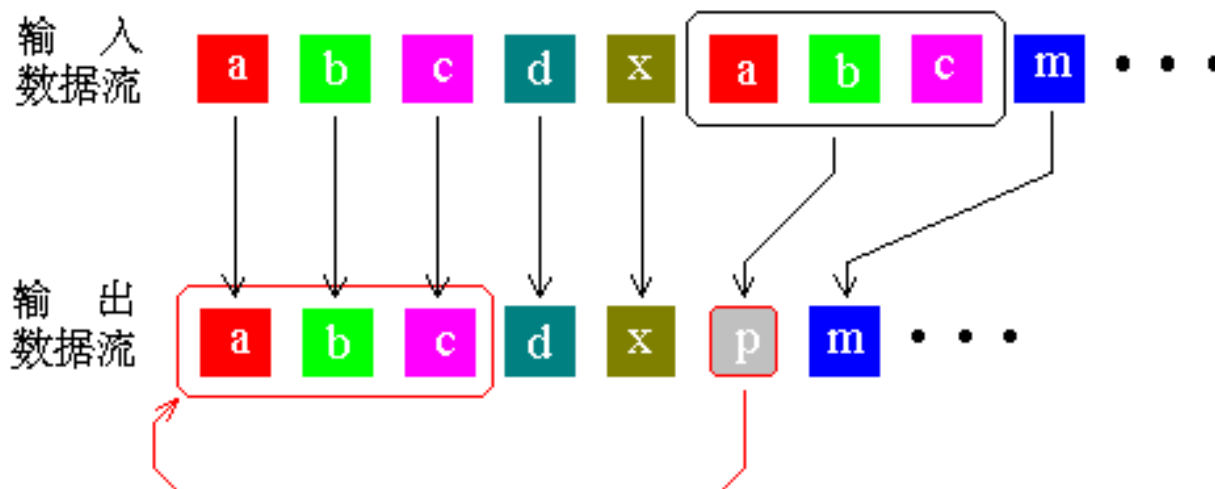 输 入
数据流
a b c d x a b c m • • •
输 出
数据流
a b c d x p m • • •